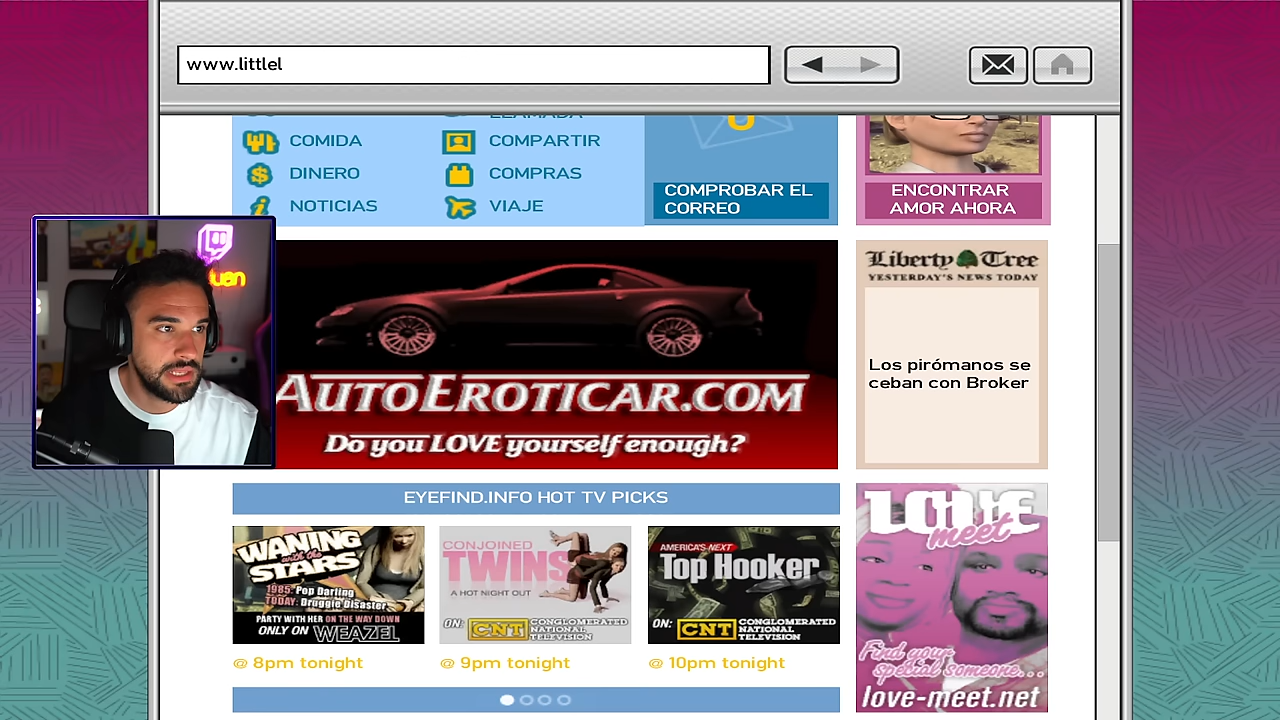 www.littlel
LLAMADA
COMIDA
COMPARTIR
DINERO
COMPRAS
NOTICIAS
VIAJE
COMPROBAR EL
CORREO
ENCONTRAR
AMOR AHORA
AUTOEROTICAR.COM
Do you LOVE yourself enough?
Liberty Tree
YESTERDAY'S NEWS TODAY
Los pirómanos se
ceban con Broker
EYEFIND.INFO HOT TV PICKS
WANING
with the
STARS
1985: Pop Darling
TODAY: Druggie Disaster
PARTY WITH HER ON THE WAY DOWN
ONLY ON WEAZEL
@ 8pm tonight
CONJOINED
TWINS
A HOT NIGHT OUT
ON: CNT CONGLOMERATED
NATIONAL
TELEVISION
@ 9pm tonight
AMERICA'S NEXT
Top Hooker
ON: CNT CONGLOMERATED
NATIONAL
TELEVISION
@ 10pm tonight
LOVE
meet
Find your
special someone...
love-meet.net
uan